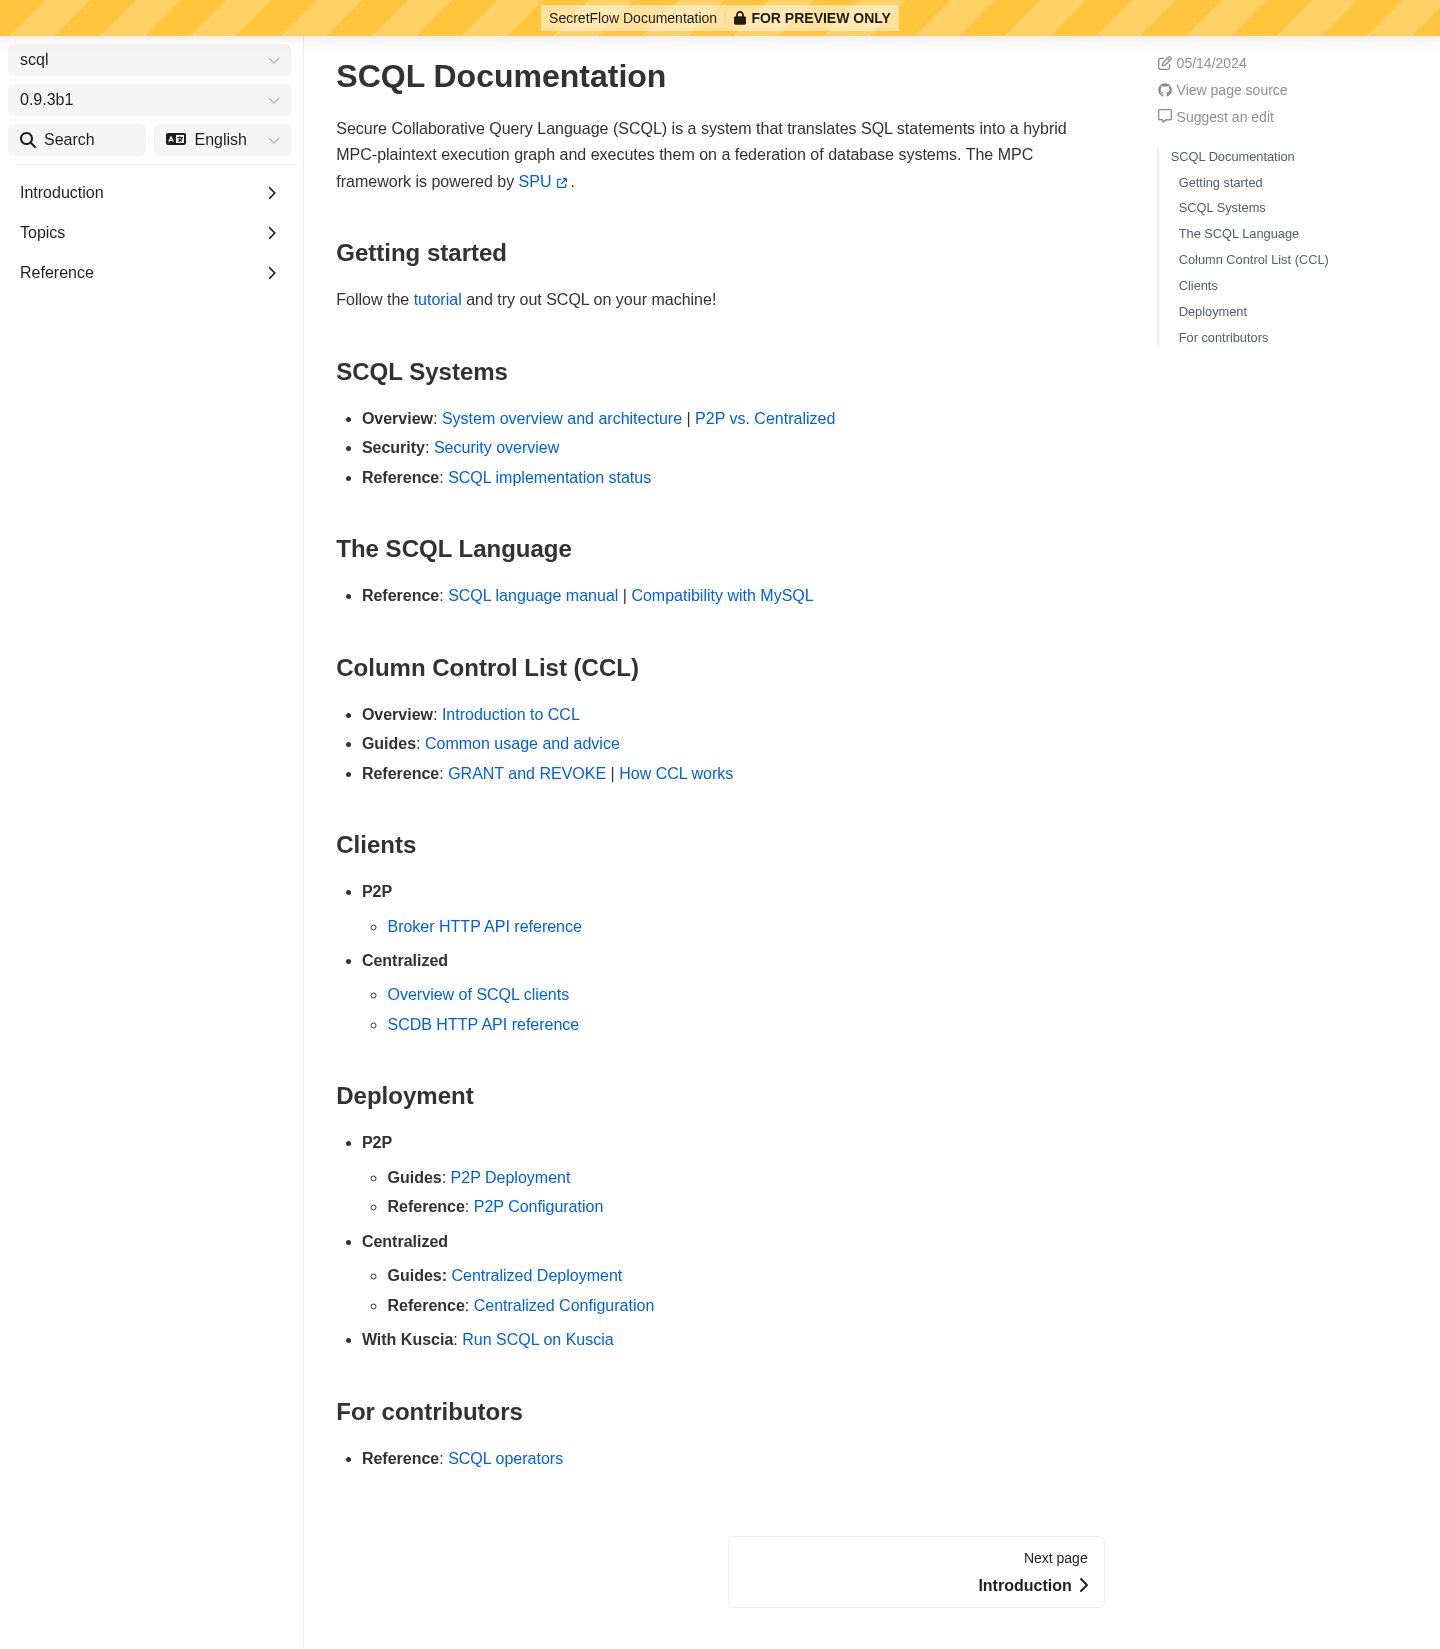 SecretFlow Documentation FOR PREVIEW ONLY
scql
0.9.3b1
Search English
Introduction
Topics
Reference
SCQL Documentation
Secure Collaborative Query Language (SCQL) is a system that translates SQL statements into a hybrid
MPC-plaintext execution graph and executes them on a federation of database systems. The MPC
framework is powered by SPU .
Getting started
Follow the tutorial and try out SCQL on your machine!
SCQL Systems
• Overview: System overview and architecture | P2P vs. Centralized
• Security: Security overview
• Reference: SCQL implementation status
The SCQL Language
• Reference: SCQL language manual | Compatibility with MySQL
Column Control List (CCL)
• Overview: Introduction to CCL
• Guides: Common usage and advice
• Reference: GRANT and REVOKE | How CCL works
Clients
• P2P
◦ Broker HTTP API reference
• Centralized
◦ Overview of SCQL clients
◦ SCDB HTTP API reference
Deployment
• P2P
◦ Guides: P2P Deployment
◦ Reference: P2P Configuration
• Centralized
◦ Guides: Centralized Deployment
◦ Reference: Centralized Configuration
• With Kuscia: Run SCQL on Kuscia
For contributors
• Reference: SCQL operators
Next page
Introduction
05/14/2024
View page source
Suggest an edit
SCQL Documentation
Getting started
SCQL Systems
The SCQL Language
Column Control List (CCL)
Clients
Deployment
For contributors